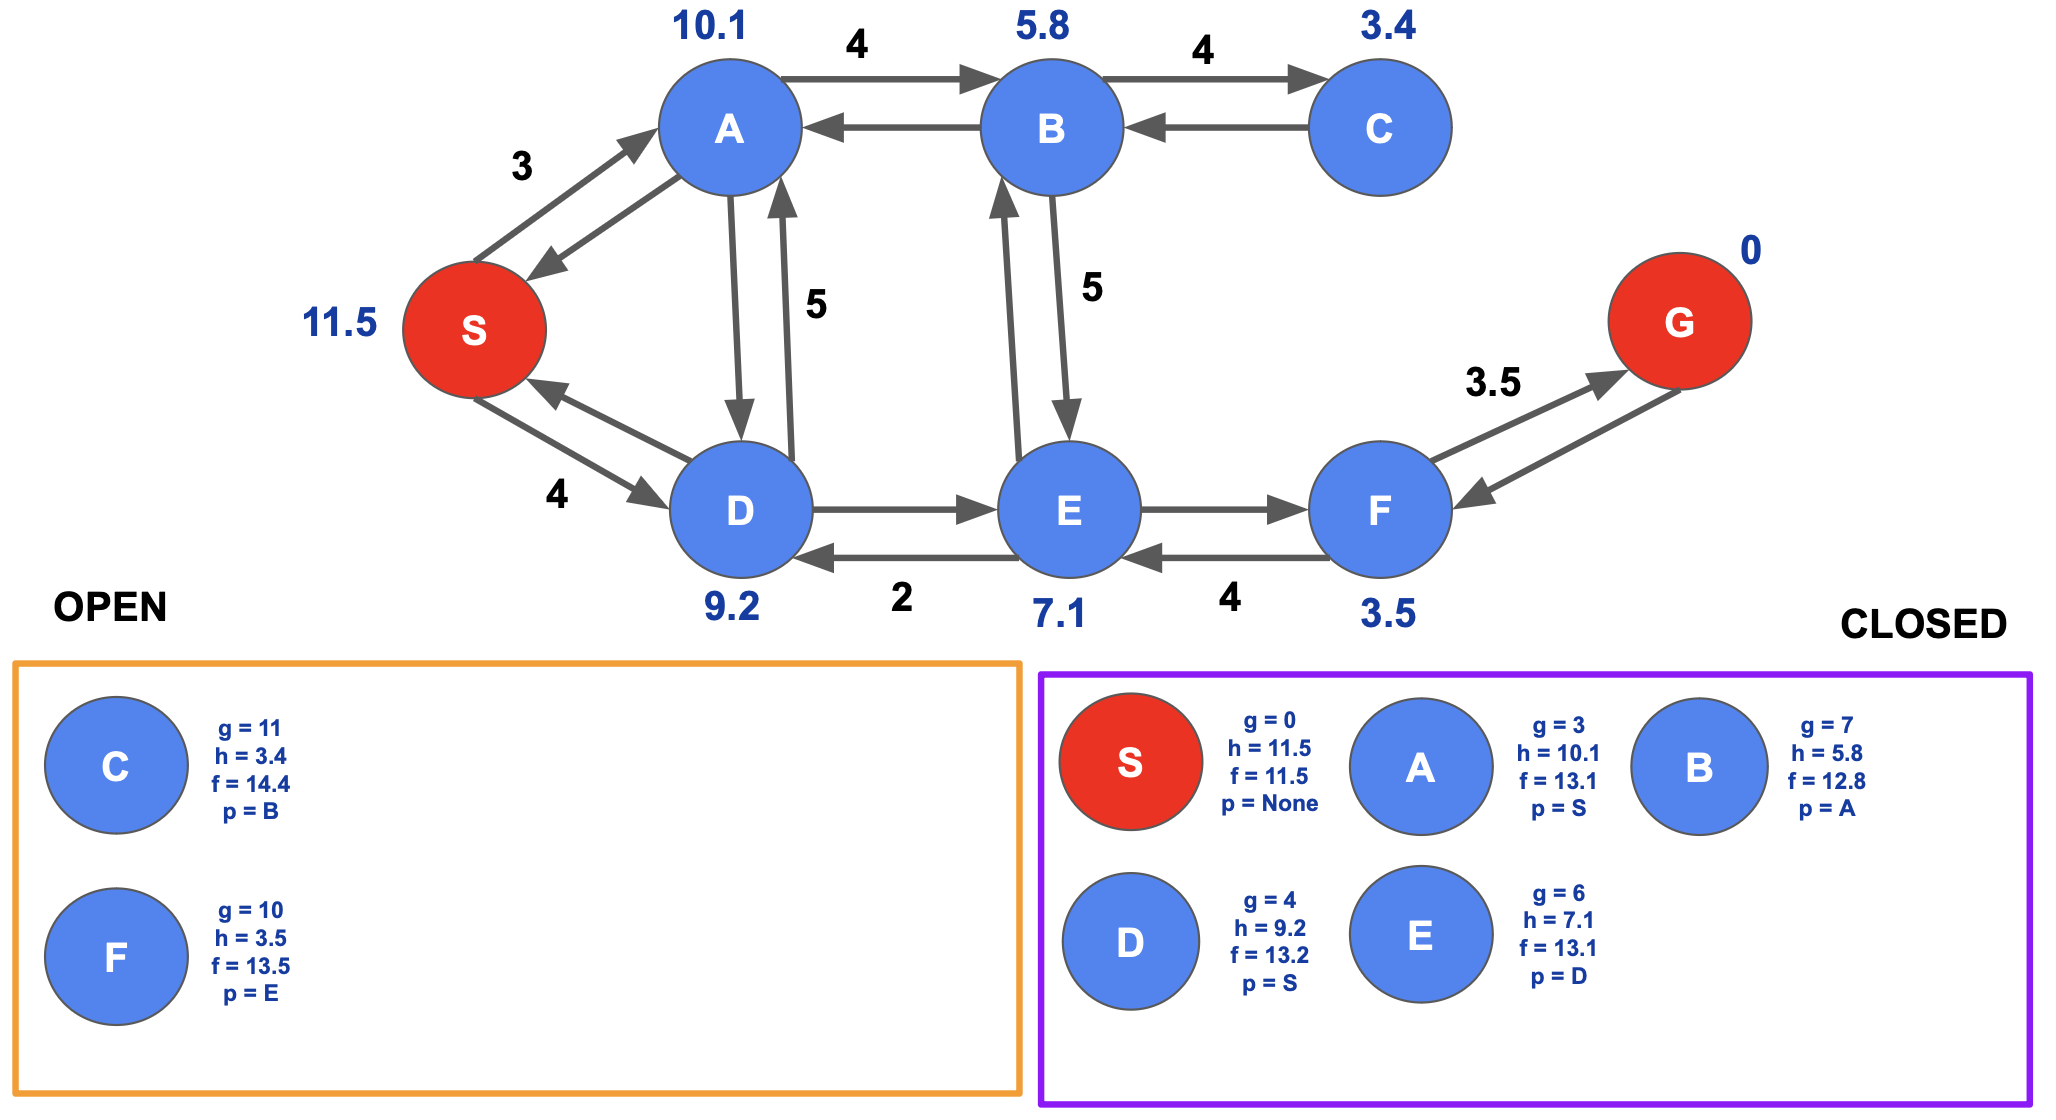 10.1
5.8
3.4
4
4
A
B
C
3
0
5
5
11.5
S
G
3.5
4
D
E
F
9.2
2
7.1
4
3.5
OPEN
CLOSED
C
g = 11
h = 3.4
f = 14.4
p = B
F
g = 10
h = 3.5
f = 13.5
p = E
S
g = 0
h = 11.5
f = 11.5
p = None
A
g = 3
h = 10.1
f = 13.1
p = S
B
g = 7
h = 5.8
f = 12.8
p = A
D
g = 4
h = 9.2
f = 13.2
p = S
E
g = 6
h = 7.1
f = 13.1
p = D